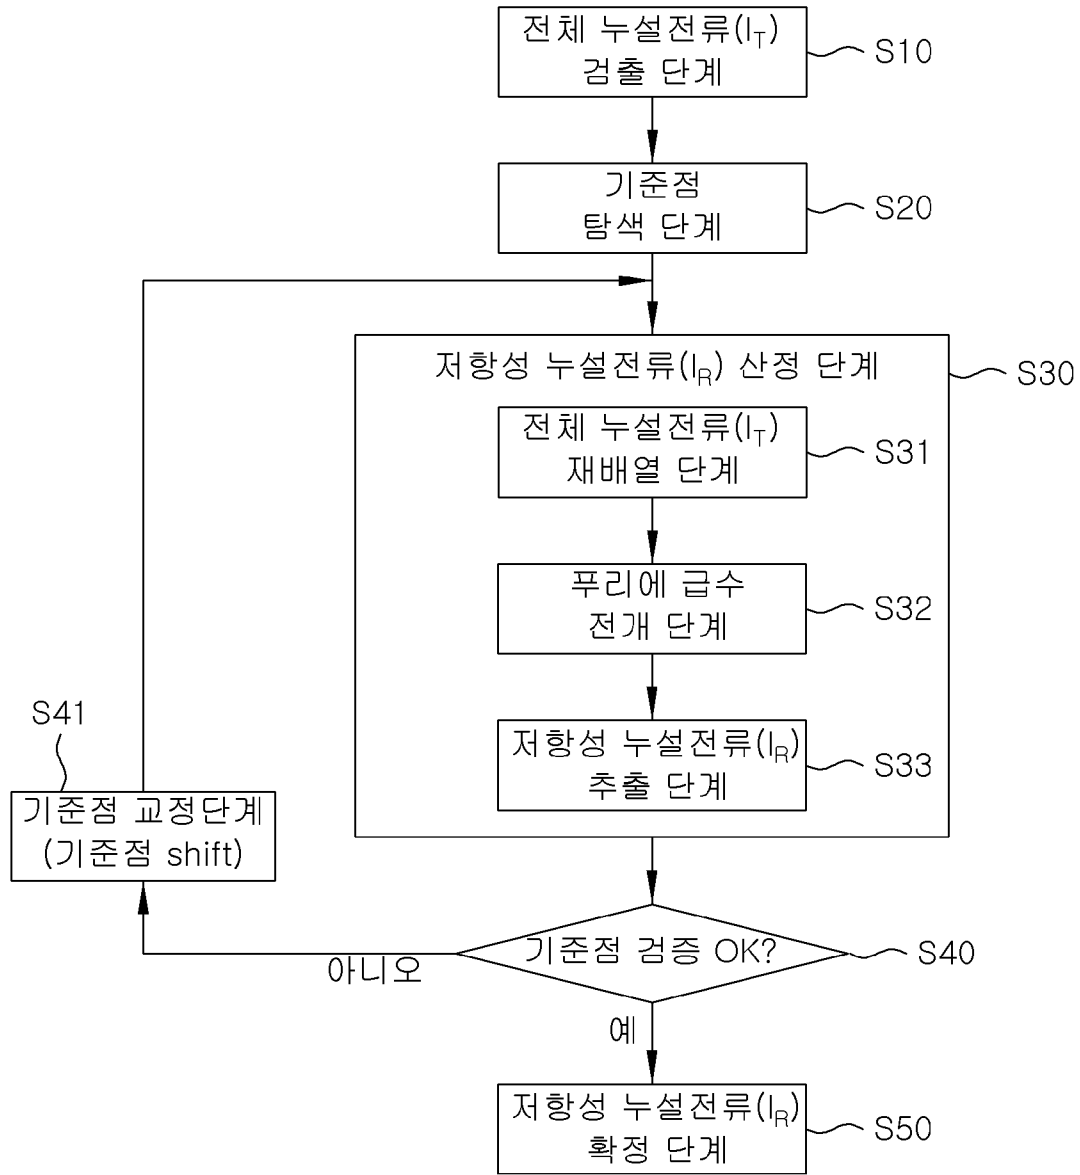 전체 누설전류(I_T)
검출 단계
S10
기준점
탐색 단계
S20
저항성 누설전류(I_R) 산정 단계
S30
전체 누설전류(I_T)
재배열 단계
S31
푸리에 급수
전개 단계
S32
저항성 누설전류(I_R)
추출 단계
S33
S41
기준점 교정단계
(기준점 shift)
기준점 검증 OK?
S40
아니오
예
저항성 누설전류(I_R)
확정 단계
S50